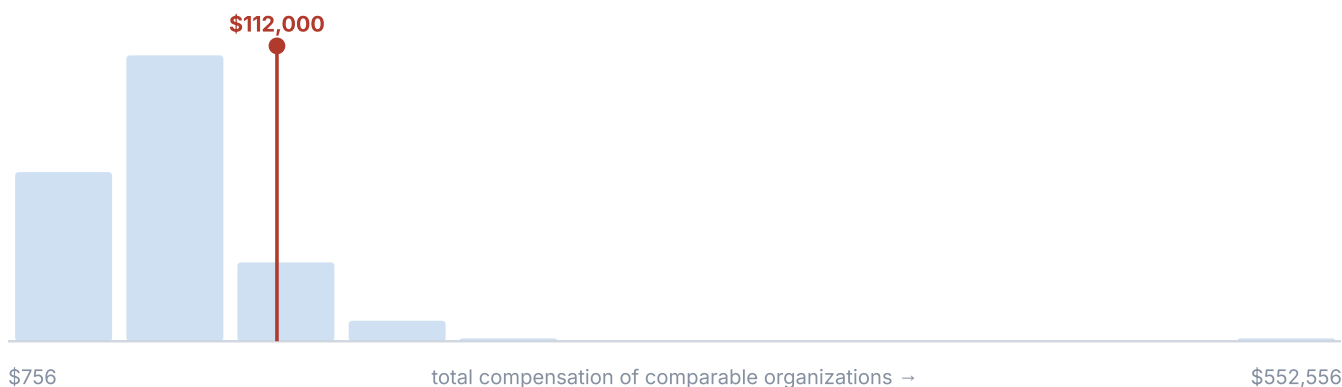 $112,000
$756
total compensation of comparable organizations →
$552,556